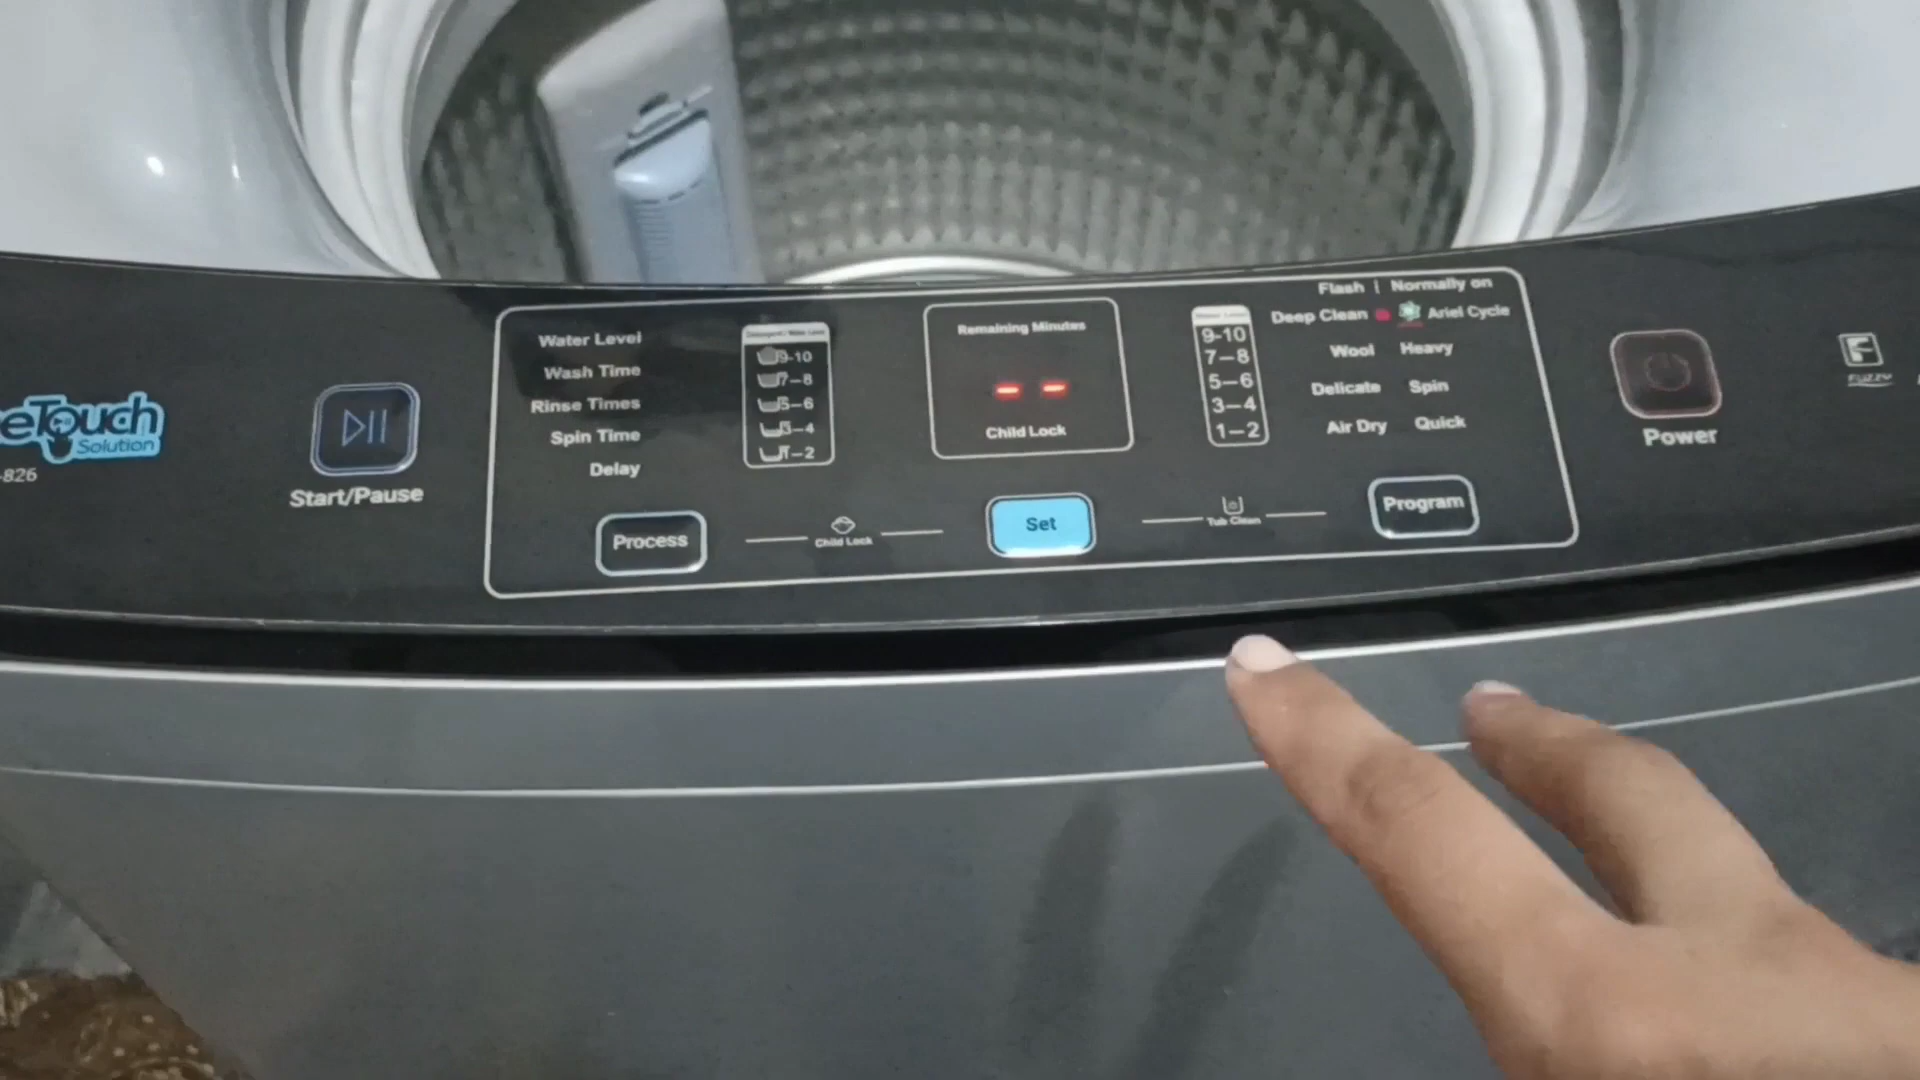 eTouch
Solution
-826
Start/Pause
Water Level
Wash Time
Rinse Times
Spin Time
Delay
9-10
7-8
5-6
3-4
1-2
Process
Child Lock
Remaining Minutes
--
Child Lock
Set
Tub Clean
9-10
7-8
5-6
3-4
1-2
Flash | Normally on
Deep Clean Ariel Cycle
Wool Heavy
Delicate Spin
Air Dry Quick
Program
Power
FUZZY